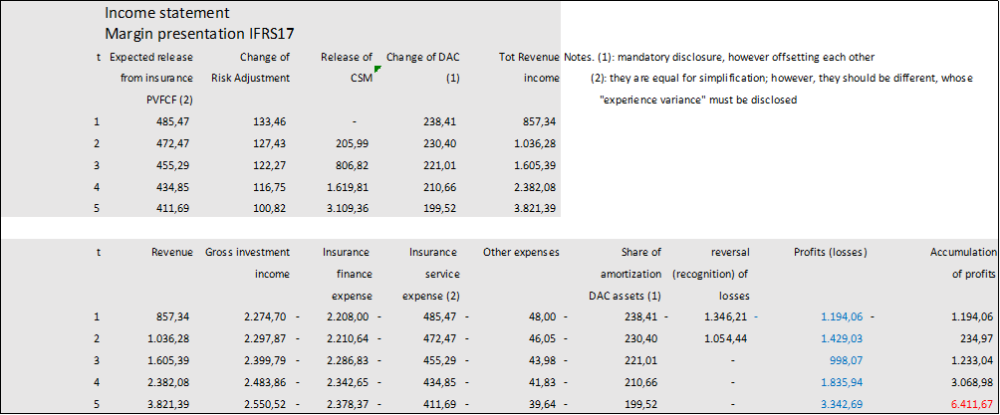 Income statement
Margin presentation IFRS17
t Expected release Change of Release of Change of DAC Tot Revenue Notes. (1): mandatory disclosure, however offsetting each other
from insurance Risk Adjustment CSM (1) income (2): they are equal for simplification; however, they should be different, whose
PVFCF (2) "experience variance" must be disclosed
1 485,47 133,46 - 238,41 857,34
2 472,47 127,43 205,99 230,40 1.036,28
3 455,29 122,27 806,82 221,01 1.605,39
4 434,85 116,75 1.619,81 210,66 2.382,08
5 411,69 100,82 3.109,36 199,52 3.821,39
t Revenue Gross investment Insurance Insurance Other expenses Share of reversal Profits (losses) Accumulation
income finance service amortization (recognition) of of profits
expense expense (2) DAC assets (1) losses
1 857,34 2.274,70 - 2.208,00 - 485,47 - 48,00 - 238,41 - 1.346,21 - 1.194,06 - 1.194,06
2 1.036,28 2.297,87 - 2.210,64 - 472,47 - 46,05 - 230,40 1.054,44 1.429,03 234,97
3 1.605,39 2.399,79 - 2.286,83 - 455,29 - 43,98 - 221,01 - 998,07 1.233,04
4 2.382,08 2.483,86 - 2.342,65 - 434,85 - 41,83 - 210,66 - 1.835,94 3.068,98
5 3.821,39 2.550,52 - 2.378,37 - 411,69 - 39,64 - 199,52 - 3.342,69 6.411,67